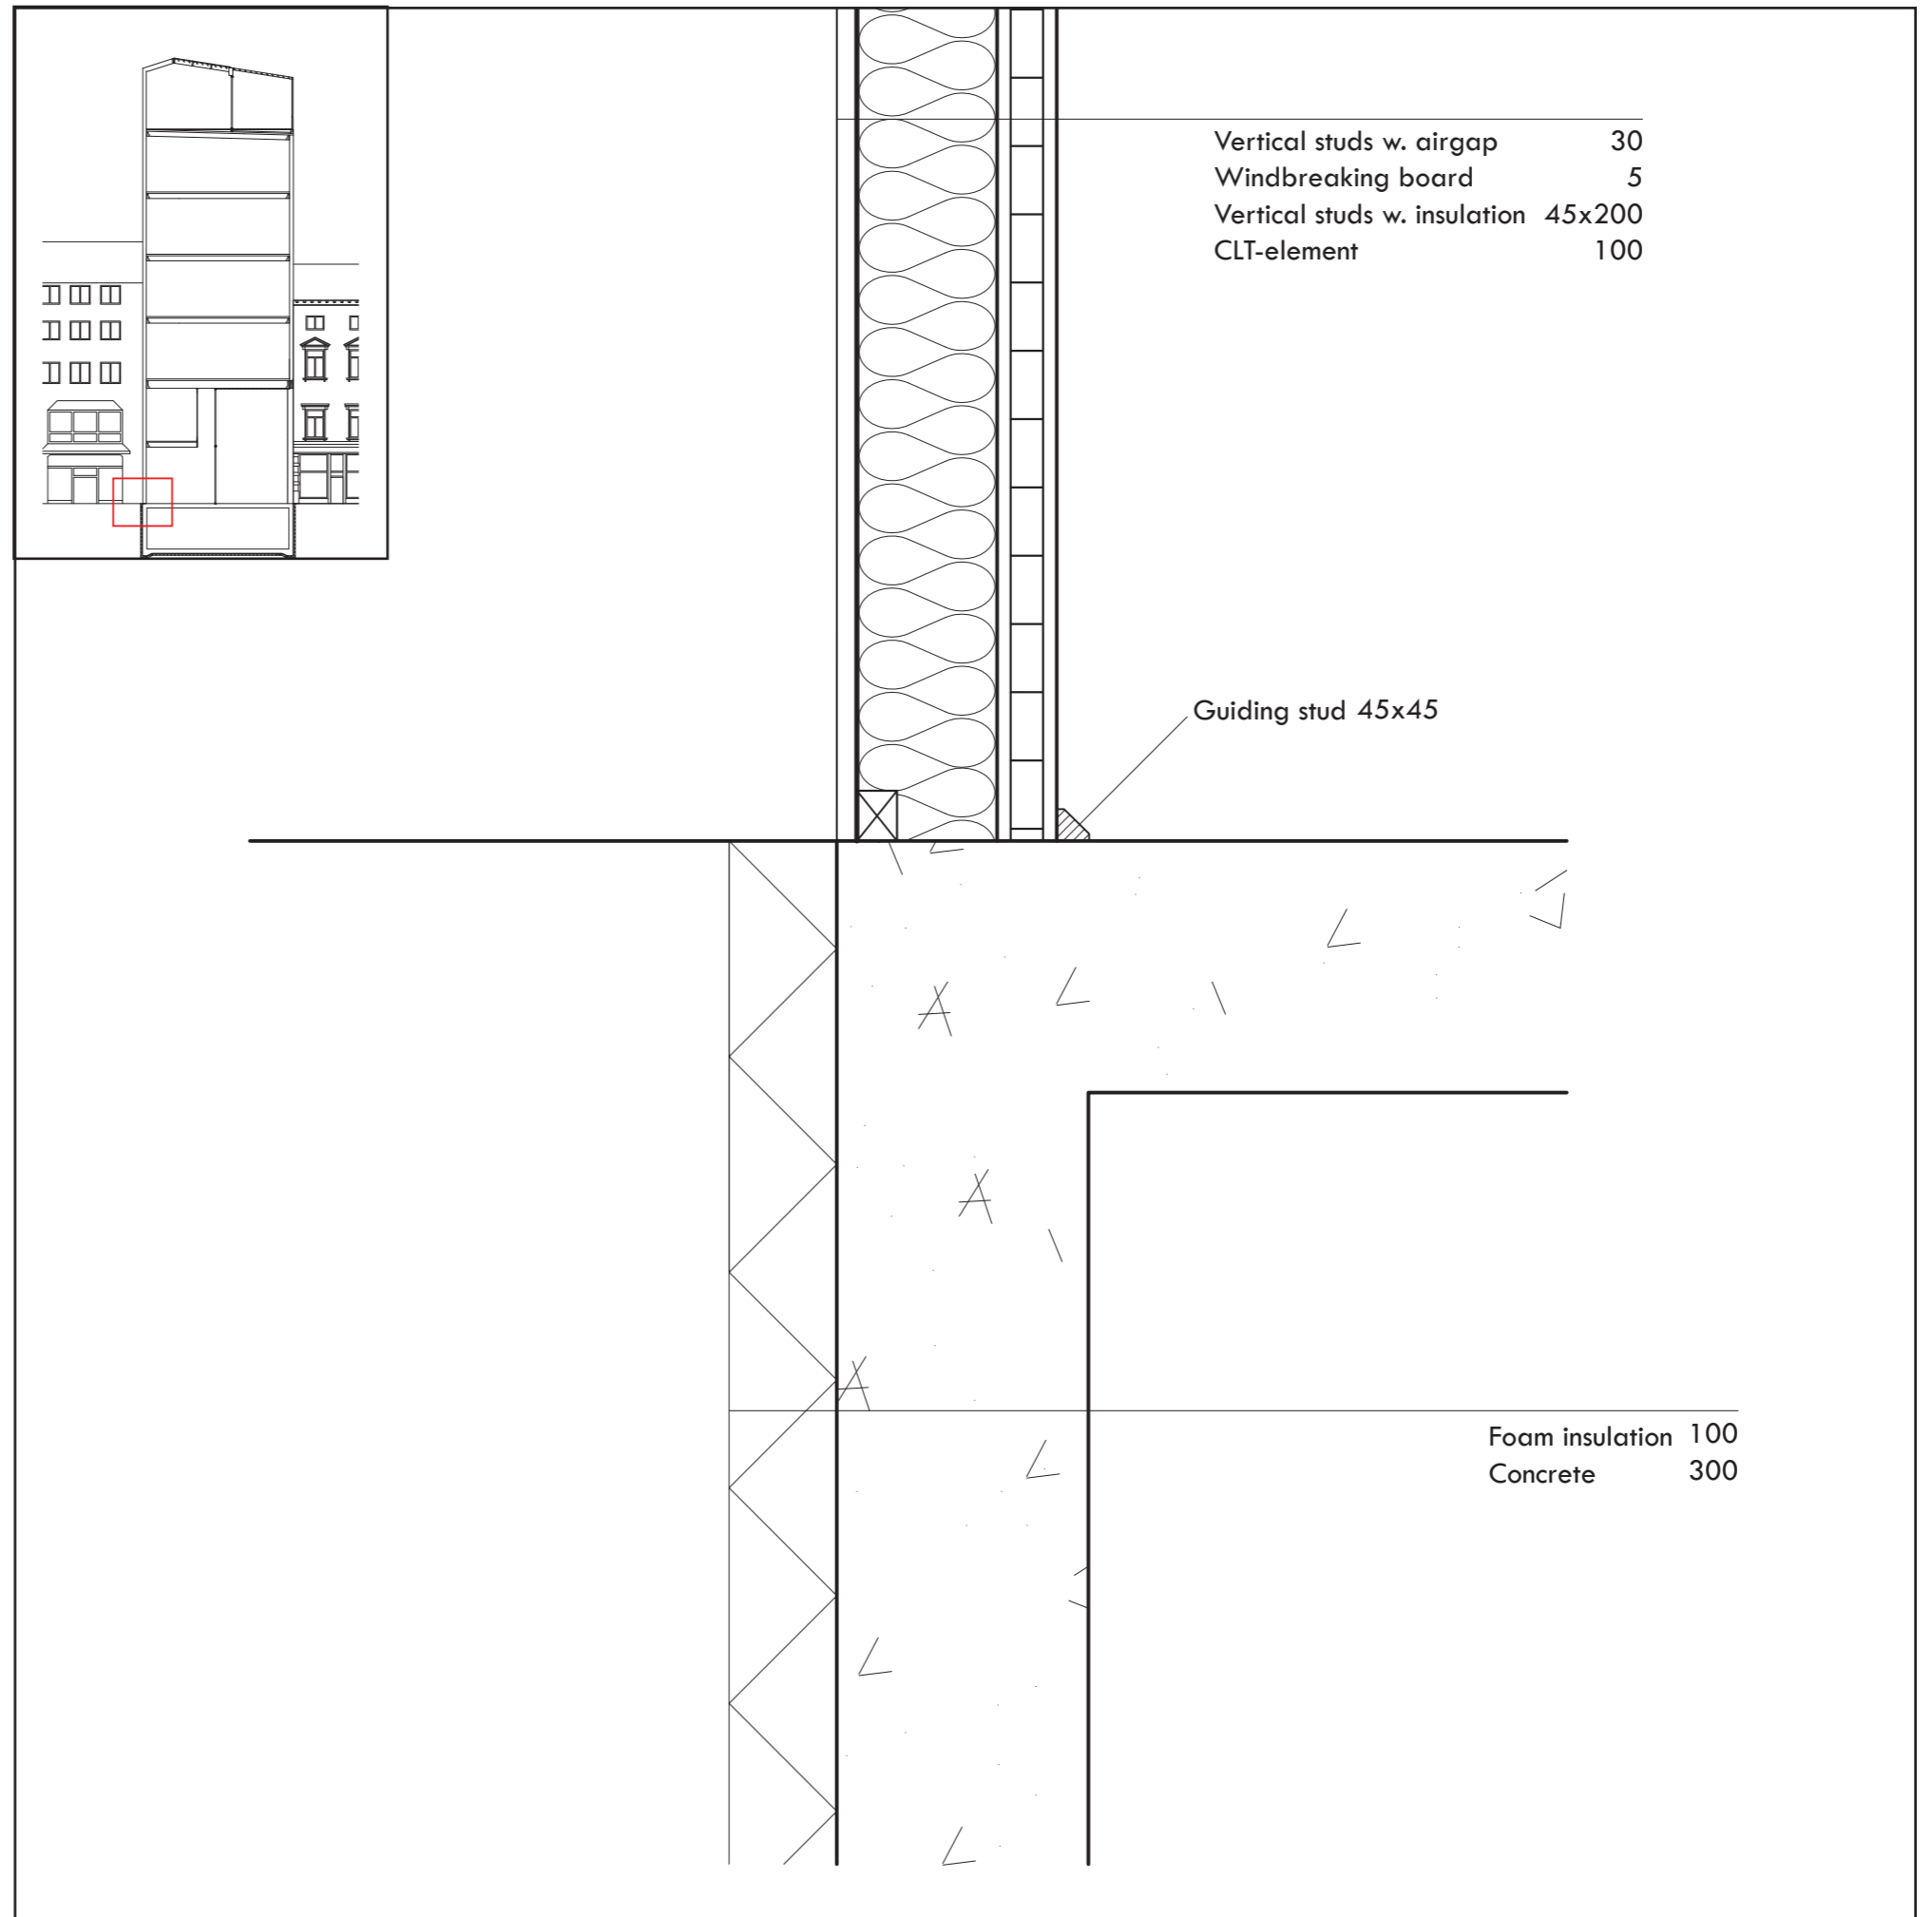 Vertical studs w. airgap 30
Windbreaking board 5
Vertical studs w. insulation 45x200
CLT-element 100
Guiding stud 45x45
Foam insulation 100
Concrete 300